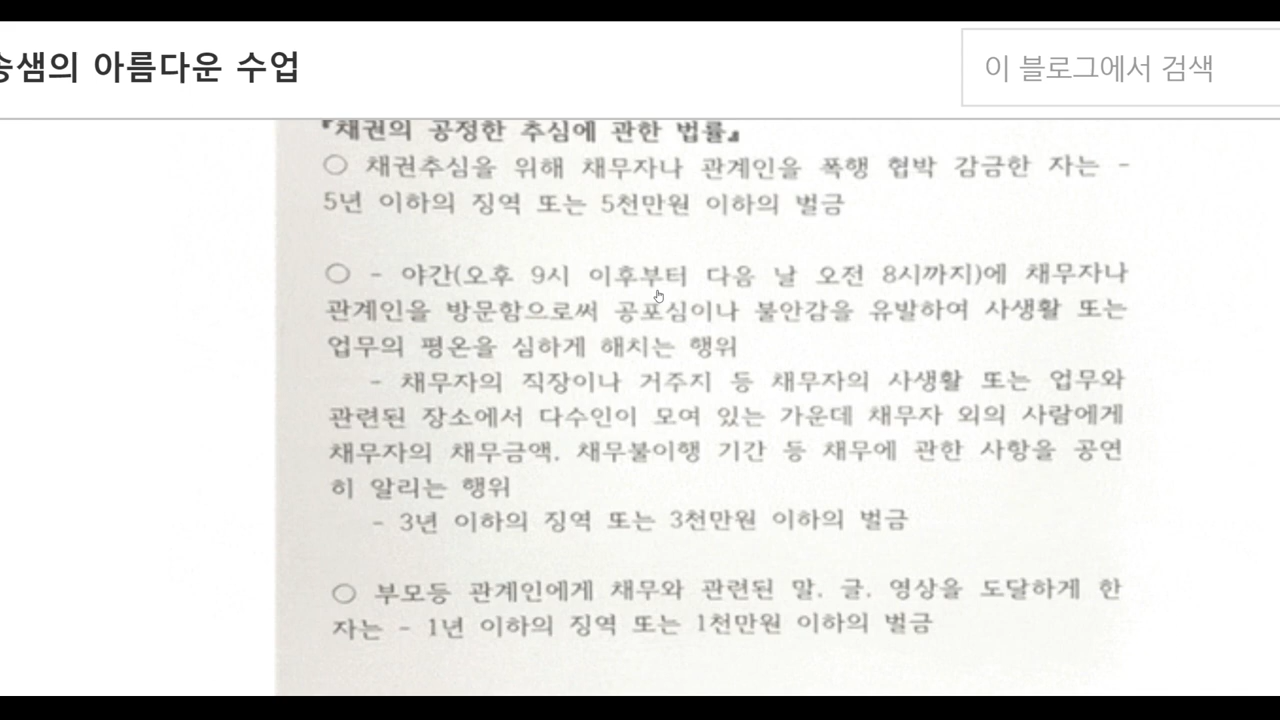 송샘의 아름다운 수업
이 블로그에서 검색
『채권의 공정한 추심에 관한 법률』
○ 채권추심을 위해 채무자나 관계인을 폭행 협박 감금한 자는 -
5년 이하의 징역 또는 5천만원 이하의 벌금
○ - 야간(오후 9시 이후부터 다음 날 오전 8시까지)에 채무자나
관계인을 방문함으로써 공포심이나 불안감을 유발하여 사생활 또는
업무의 평온을 심하게 해치는 행위
- 채무자의 직장이나 거주지 등 채무자의 사생활 또는 업무와
관련된 장소에서 다수인이 모여 있는 가운데 채무자 외의 사람에게
채무자의 채무금액, 채무불이행 기간 등 채무에 관한 사항을 공연
히 알리는 행위
- 3년 이하의 징역 또는 3천만원 이하의 벌금
○ 부모등 관계인에게 채무와 관련된 말, 글, 영상을 도달하게 한
자는 - 1년 이하의 징역 또는 1천만원 이하의 벌금